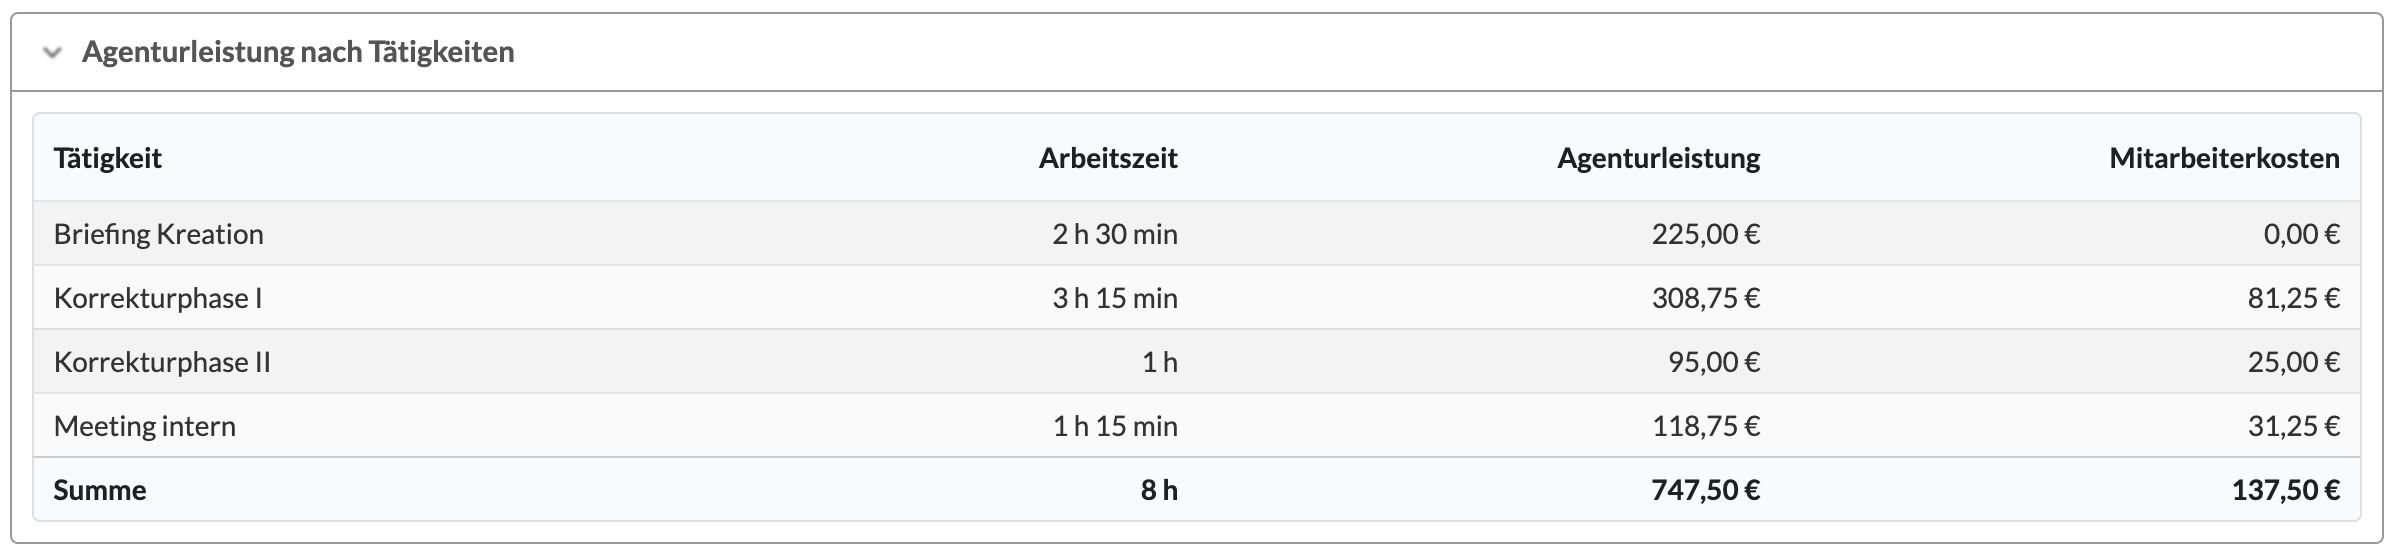 Agenturleistung nach Tätigkeiten
Tätigkeit Arbeitszeit Agenturleistung Mitarbeiterkosten
Briefing Kreation 2 h 30 min 225,00 € 0,00 €
Korrekturphase I 3 h 15 min 308,75 € 81,25 €
Korrekturphase II 1 h 95,00 € 25,00 €
Meeting intern 1 h 15 min 118,75 € 31,25 €
Summe 8 h 747,50 € 137,50 €